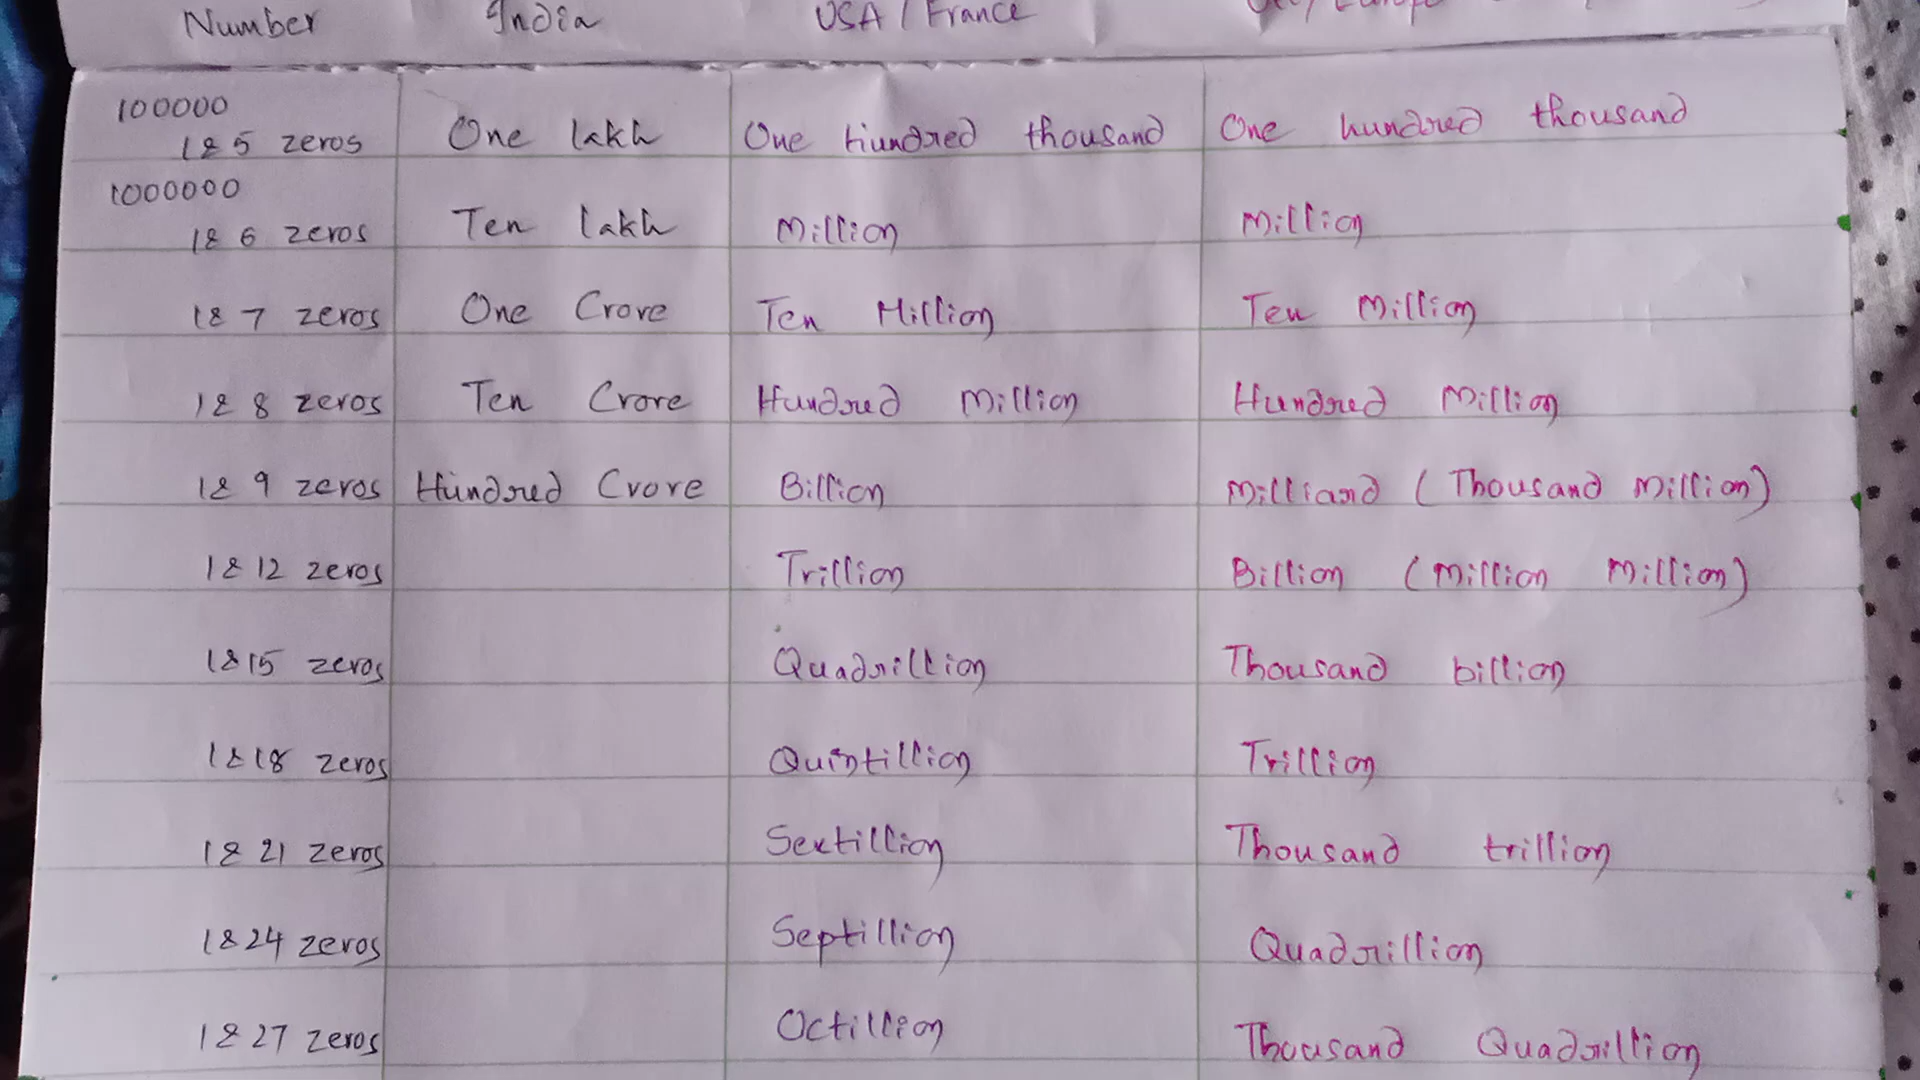 Number India USA / France
100000
1 & 5 zeros One lakh One hundred thousand One hundred thousand
1000000
1 & 6 zeros Ten lakh Million Million
1 & 7 zeros One Crore Ten Million Ten Million
1 & 8 zeros Ten Crore Hundred Million Hundred Million
1 & 9 zeros Hundred Crore Billion Milliard (Thousand Million)
1 & 12 zeros Trillion Billion (Million Million)
1 & 15 zeros Quadrillion Thousand billion
1 & 18 zeros Quintillion Trillion
1 & 21 zeros Sextillion Thousand trillion
1 & 24 zeros Septillion Quadrillion
1 & 27 zeros Octillion Thousand Quadrillion